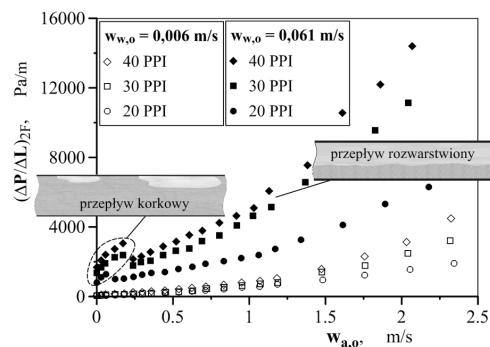 16000
12000
8000
4000
0
(ΔP/ΔL)2F, Pa/m
ww,o = 0,006 m/s
40 PPI
30 PPI
20 PPI
ww,o = 0,061 m/s
40 PPI
30 PPI
20 PPI
przepływ rozwarstwiony
przepływ korkowy
0 0.5 1 1.5 2 2.5
wa,o, m/s